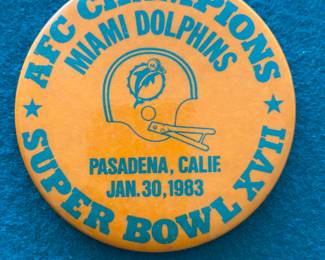 AFC CHAMPIONS
MIAMI DOLPHINS
PASADENA, CALIF.
JAN. 30, 1983
SUPER BOWL XVII